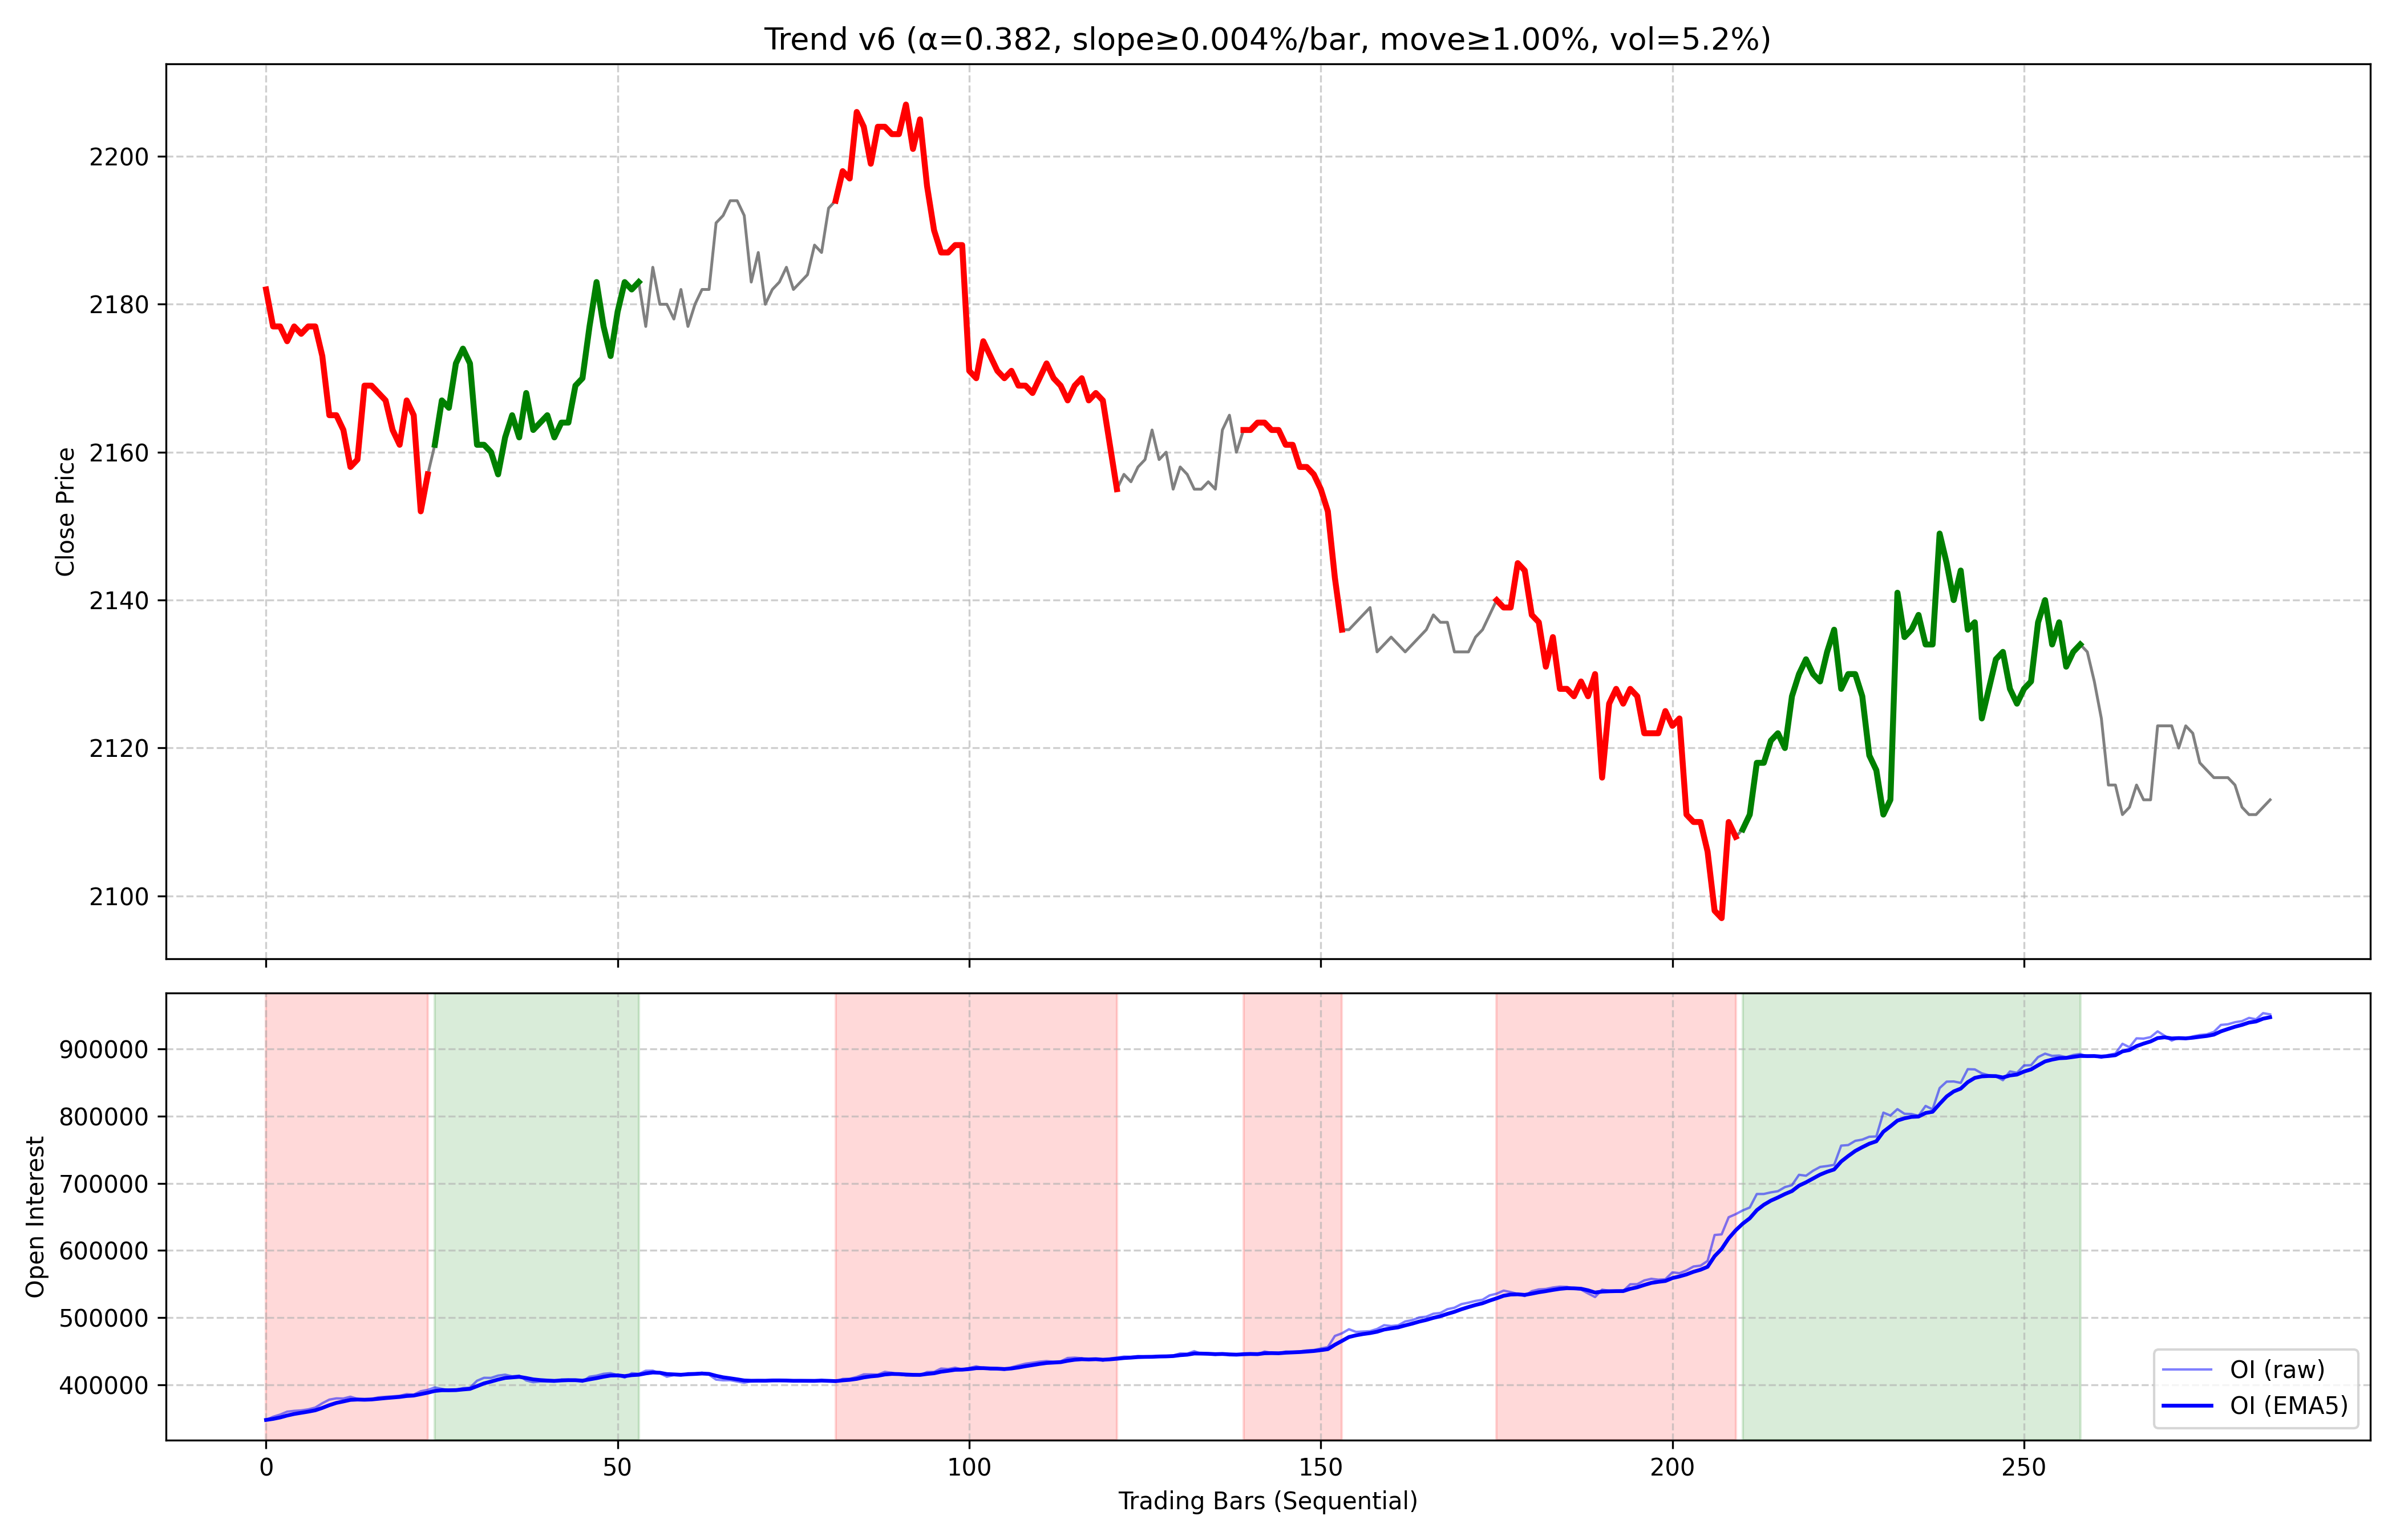 Trend v6 (α=0.382, slope≥0.004%/bar, move≥1.00%, vol=5.2%)
Close Price
2200
2180
2160
2140
2120
2100
Open Interest
900000
800000
700000
600000
500000
400000
OI (raw)
OI (EMA5)
0 50 100 150 200 250
Trading Bars (Sequential)